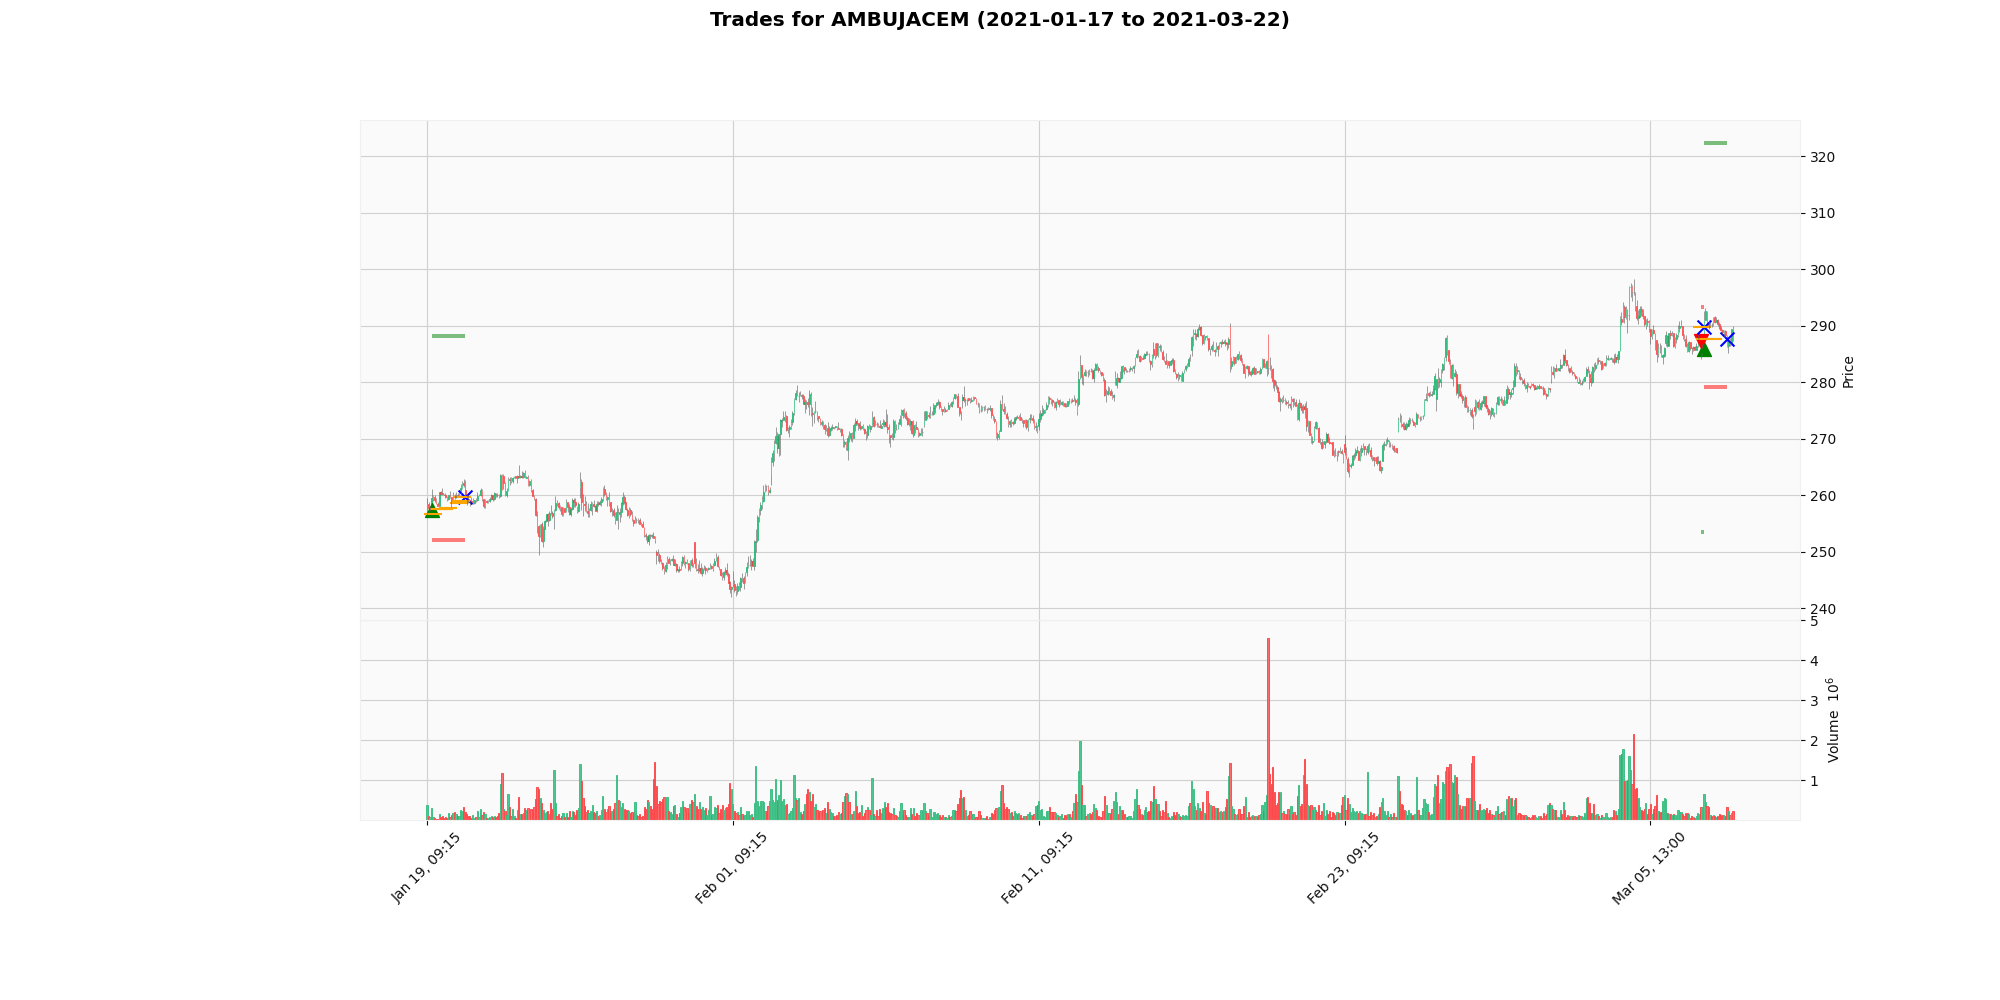 Trades for AMBUJACEM (2021-01-17 to 2021-03-22)
320
310
300
290
280
270
260
250
240
Price
5
4
3
2
1
Volume 10⁶
Jan 19, 09:15
Feb 01, 09:15
Feb 11, 09:15
Feb 23, 09:15
Mar 05, 13:00